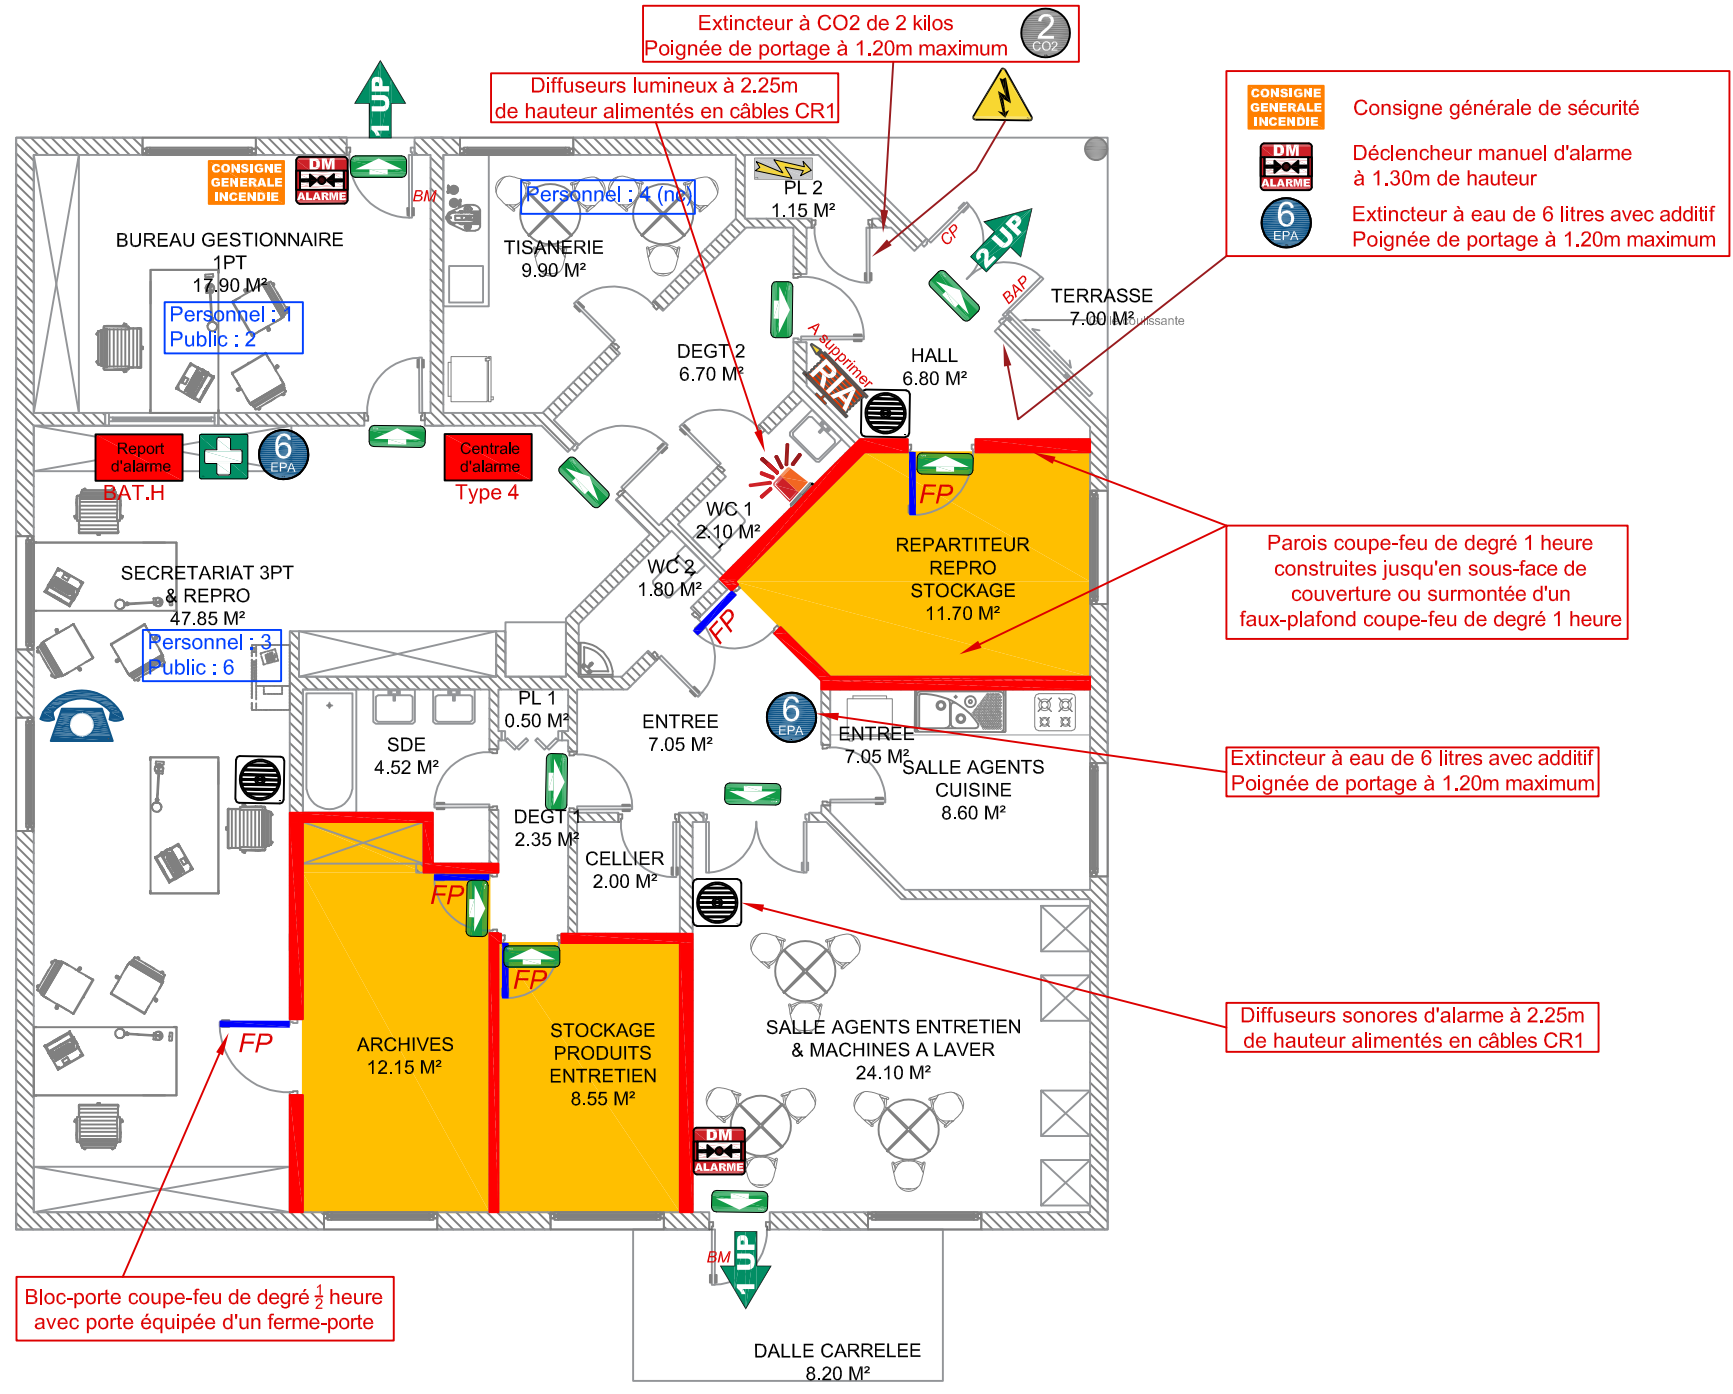 Extincteur à CO2 de 2 kilos
Poignée de portage à 1.20m maximum
2
CO2
Diffuseurs lumineux à 2.25m
de hauteur alimentés en câbles CR1
CONSIGNE
GENERALE
INCENDIE
Consigne générale de sécurité
DM
ALARME
Déclencheur manuel d'alarme
à 1.30m de hauteur
6
EPA
Extincteur à eau de 6 litres avec additif
Poignée de portage à 1.20m maximum
1 UP
CONSIGNE
GENERALE
INCENDIE
DM
ALARME
BM
Personnel : 4 (nc)
PL 2
1.15 M²
CP
2 UP
BUREAU GESTIONNAIRE
1PT
17.90 M²
Personnel : 1
Public : 2
TISANERIE
9.90 M²
BAP
TERRASSE
7.00 M²
DEGT 2
6.70 M²
A supprimer
RIA
HALL
6.80 M²
Report
d'alarme
BAT.H
6
EPA
Centrale
d'alarme
Type 4
FP
WC 1
2.10 M²
WC 2
1.80 M²
FP
REPARTITEUR
REPRO
STOCKAGE
11.70 M²
Parois coupe-feu de degré 1 heure
construites jusqu'en sous-face de
couverture ou surmontée d'un
faux-plafond coupe-feu de degré 1 heure
SECRETARIAT 3PT
& REPRO
47.85 M²
Personnel : 3
Public : 6
PL 1
0.50 M²
SDE
4.52 M²
ENTREE
7.05 M²
6
EPA
ENTREE
7.05 M²
SALLE AGENTS
CUISINE
8.60 M²
Extincteur à eau de 6 litres avec additif
Poignée de portage à 1.20m maximum
DEGT 1
2.35 M²
CELLIER
2.00 M²
FP
FP
FP
ARCHIVES
12.15 M²
STOCKAGE
PRODUITS
ENTRETIEN
8.55 M²
SALLE AGENTS ENTRETIEN
& MACHINES A LAVER
24.10 M²
Diffuseurs sonores d'alarme à 2.25m
de hauteur alimentés en câbles CR1
DM
ALARME
BM
1 UP
Bloc-porte coupe-feu de degré ½ heure
avec porte équipée d'un ferme-porte
DALLE CARRELEE
8.20 M²